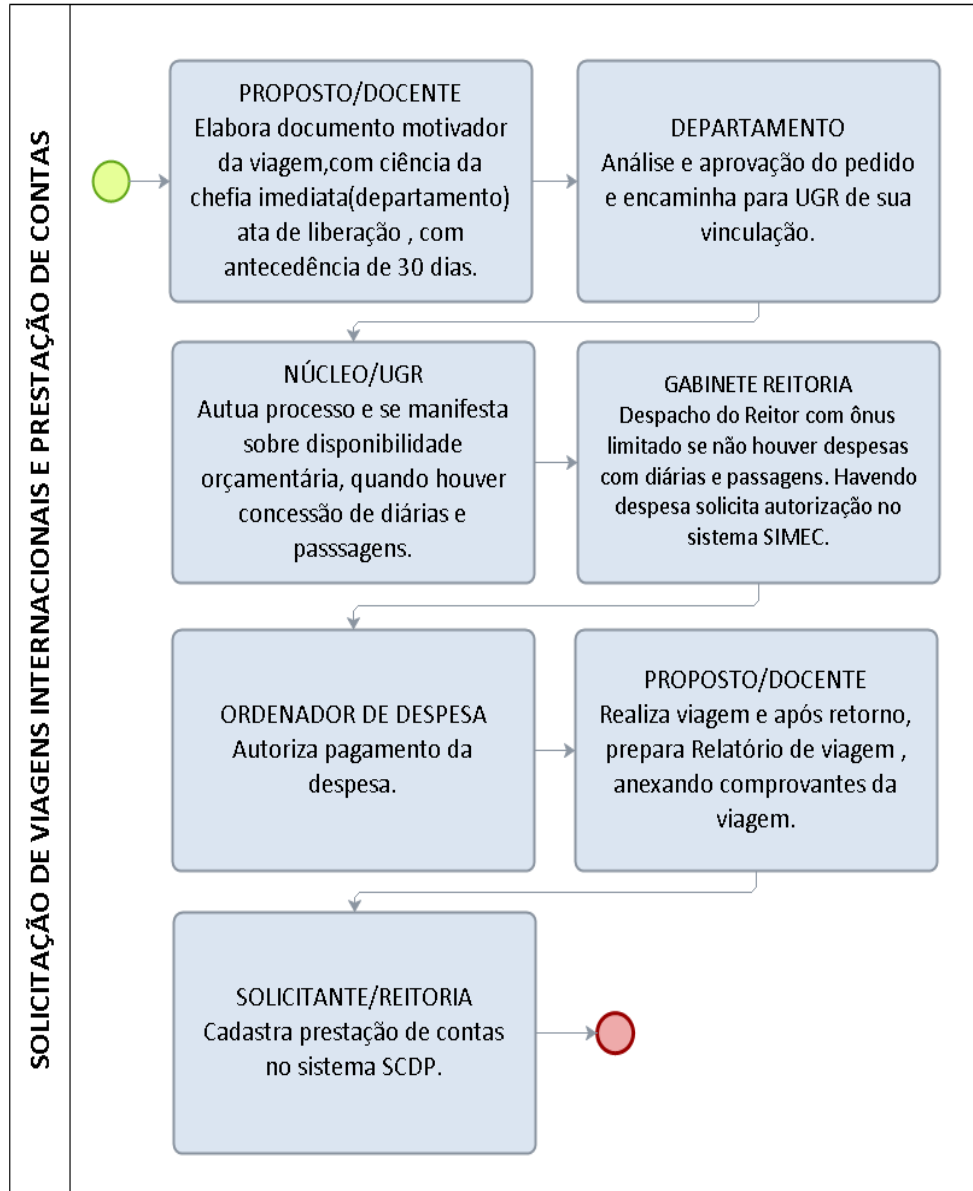 SOLICITAÇÃO DE VIAGENS INTERNACIONAIS E PRESTAÇÃO DE CONTAS
PROPOSTO/DOCENTE
Elabora documento motivador
da viagem,com ciência da
chefia imediata(departamento)
ata de liberação , com
antecedência de 30 dias.
DEPARTAMENTO
Análise e aprovação do pedido
e encaminha para UGR de sua
vinculação.
NÚCLEO/UGR
Autua processo e se manifesta
sobre disponibilidade
orçamentária, quando houver
concessão de diárias e
passsagens.
GABINETE REITORIA
Despacho do Reitor com ônus
limitado se não houver despesas
com diárias e passagens. Havendo
despesa solicita autorização no
sistema SIMEC.
ORDENADOR DE DESPESA
Autoriza pagamento da
despesa.
PROPOSTO/DOCENTE
Realiza viagem e após retorno,
prepara Relatório de viagem ,
anexando comprovantes da
viagem.
SOLICITANTE/REITORIA
Cadastra prestação de contas
no sistema SCDP.